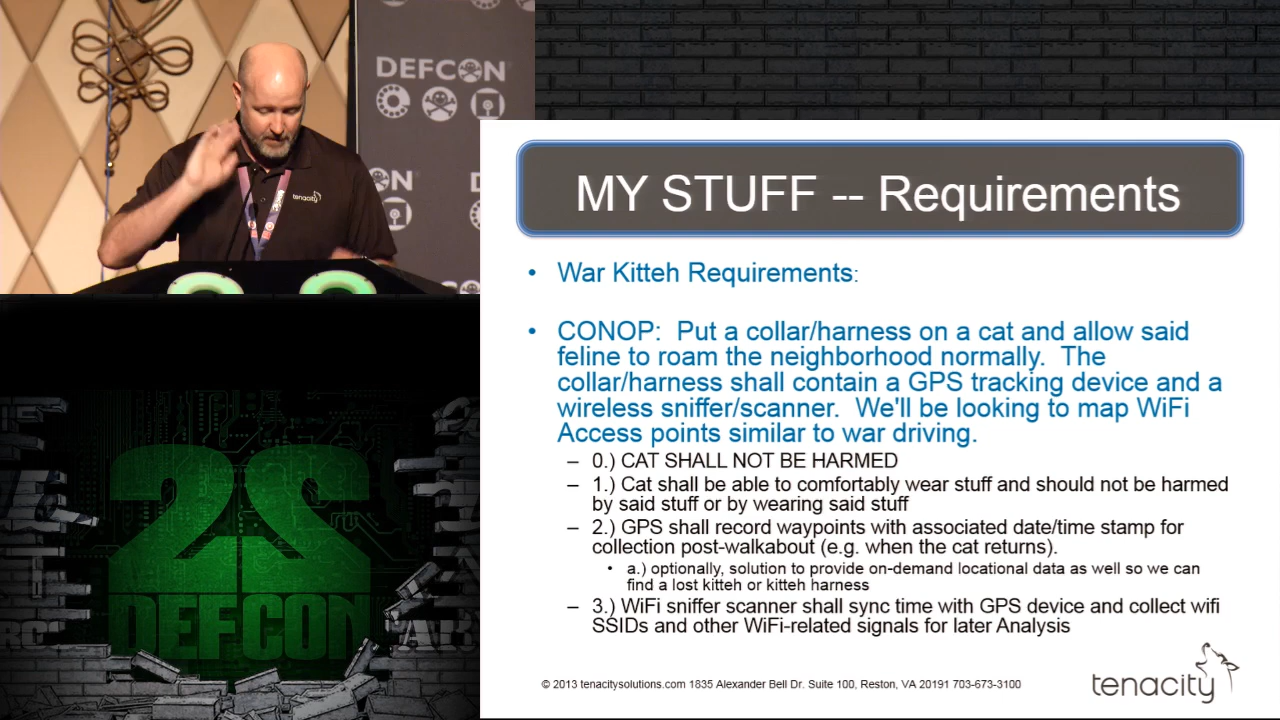 DEFCON
tenacity
MY STUFF -- Requirements
• War Kitteh Requirements:
• CONOP: Put a collar/harness on a cat and allow said
feline to roam the neighborhood normally. The
collar/harness shall contain a GPS tracking device and a
wireless sniffer/scanner. We'll be looking to map WiFi
Access points similar to war driving.
– 0.) CAT SHALL NOT BE HARMED
– 1.) Cat shall be able to comfortably wear stuff and should not be harmed
by said stuff or by wearing said stuff
– 2.) GPS shall record waypoints with associated date/time stamp for
collection post-walkabout (e.g. when the cat returns).
• a.) optionally, solution to provide on-demand locational data as well so we can
find a lost kitteh or kitteh harness
– 3.) WiFi sniffer scanner shall sync time with GPS device and collect wifi
SSIDs and other WiFi-related signals for later Analysis
© 2013 tenacitysolutions.com 1835 Alexander Bell Dr. Suite 100, Reston, VA 20191 703-673-3100
tenacity
22
DEFCON